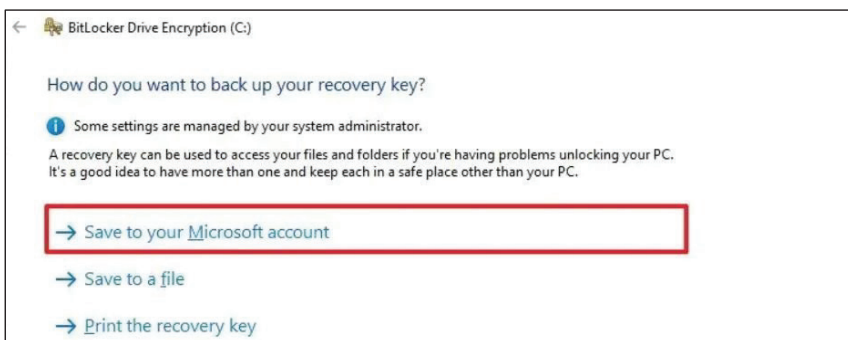 BitLocker Drive Encryption (C:)
How do you want to back up your recovery key?
Some settings are managed by your system administrator.
A recovery key can be used to access your files and folders if you're having problems unlocking your PC.
It's a good idea to have more than one and keep each in a safe place other than your PC.
Save to your Microsoft account
Save to a file
Print the recovery key